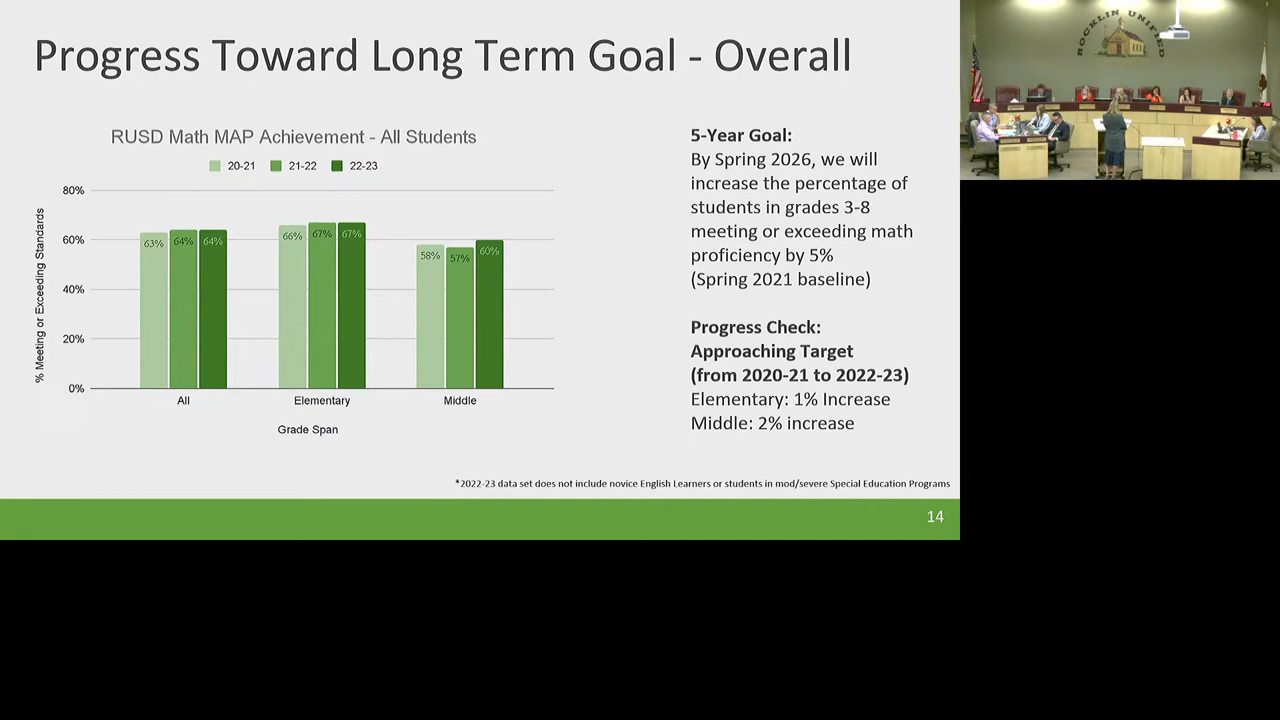 Progress Toward Long Term Goal - Overall
RUSD Math MAP Achievement - All Students
20-21
21-22
22-23
80%
60%
40%
20%
0%
% Meeting or Exceeding Standards
63%
64%
64%
66%
67%
67%
58%
57%
60%
All
Elementary
Middle
Grade Span
5-Year Goal:
By Spring 2026, we will
increase the percentage of
students in grades 3-8
meeting or exceeding math
proficiency by 5%
(Spring 2021 baseline)
Progress Check:
Approaching Target
(from 2020-21 to 2022-23)
Elementary: 1% Increase
Middle: 2% increase
*2022-23 data set does not include novice English Learners or students in mod/severe Special Education Programs
14
ROCKLIN UNIFIED